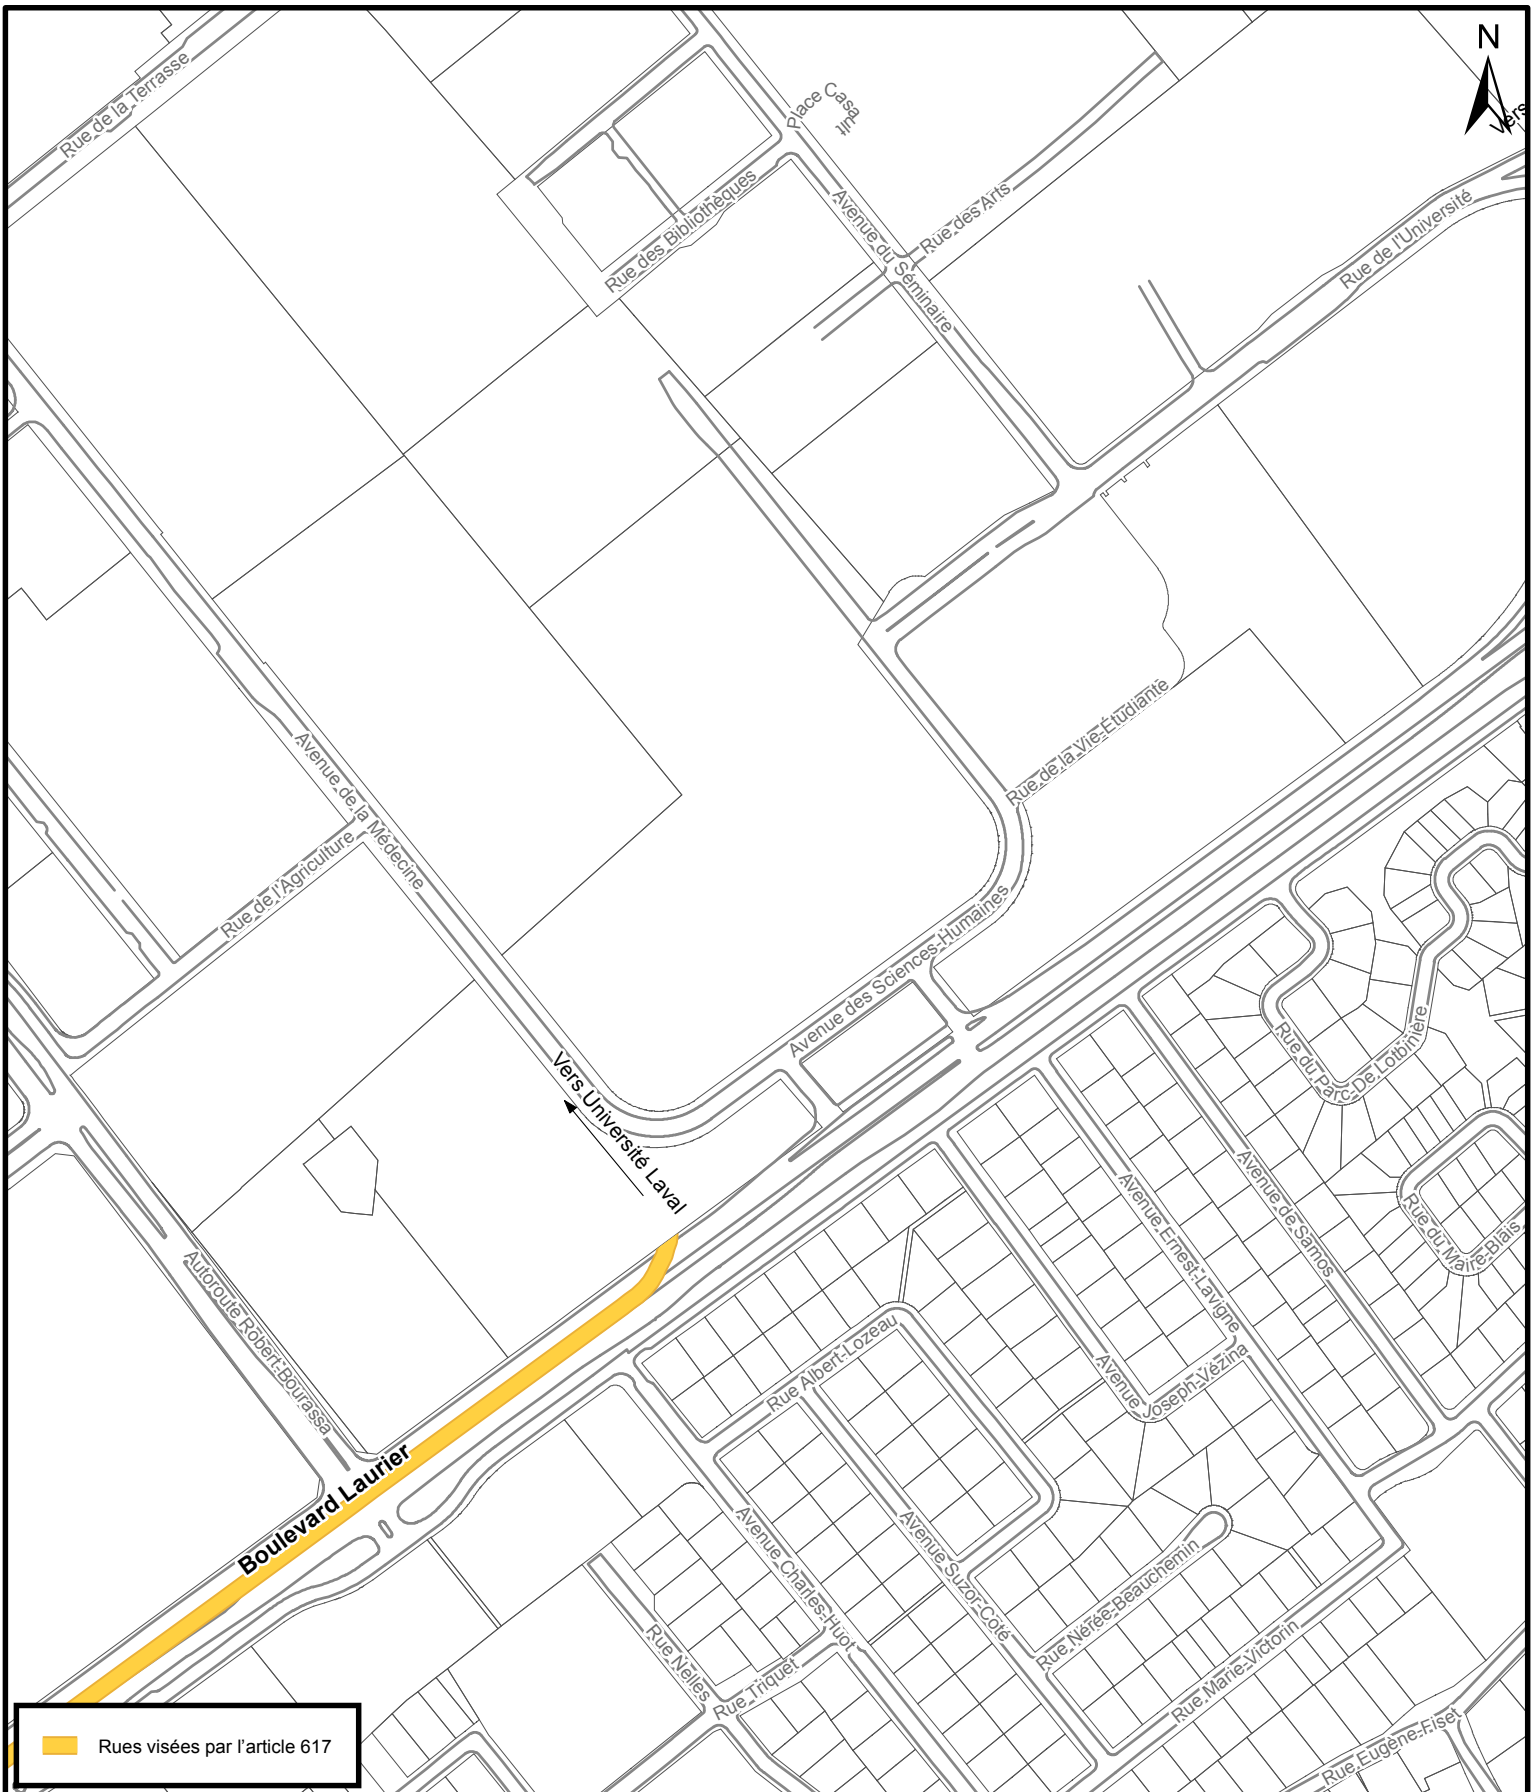 N
Vers
Rue de la Terrasse
Place Casault
Rue des Bibliothèques
Avenue du Séminaire
Rue des Arts
Rue de l'Université
Avenue de la Médecine
Rue de l'Agriculture
Rue de la Vie-Étudiante
Avenue des Sciences-Humaines
Vers Université Laval
Rue du Parc-De Lotbinière
Rue du Maire-Blais
Avenue de Samos
Avenue Ernest-Lavigne
Avenue Joseph-Vézina
Rue Albert-Lozeau
Autoroute Robert-Bourassa
Boulevard Laurier
Avenue Charles-Huot
Avenue Suzor-Coté
Rue Nérée-Beauchemin
Rue Marie-Victorin
Rue Nelles
Rue Triquet
Rue Eugène-Fiset
Rues visées par l'article 617